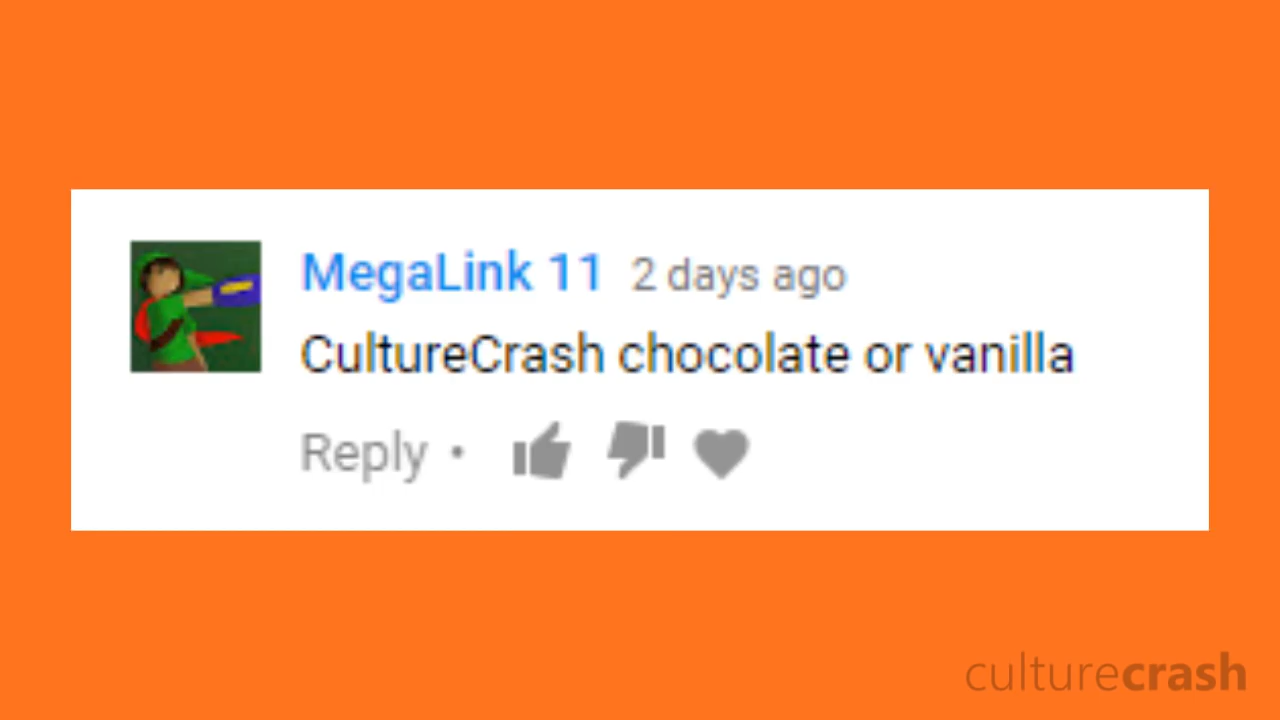 MegaLink 11 2 days ago
CultureCrash chocolate or vanilla
Reply •
culturecrash